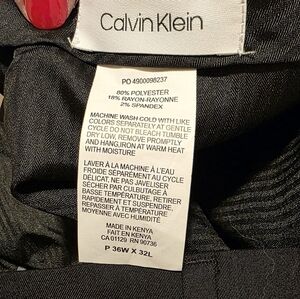 Calvin Klein
PO 4900098237
80% POLYESTER
18% RAYON-RAYONNE
2% SPANDEX
MACHINE WASH COLD WITH LIKE
COLORS SEPARATELY AT GENTLE
CYCLE DO NOT BLEACH TUMBLE
DRY LOW, REMOVE PROMPTLY
AND HANG,IRON AT WARM HEAT
WITH MOISTURE
LAVER À LA MACHINE À L'EAU
FROIDE SÉPARÉMENT AU CYCLE
DÉLICAT, NE PAS JAVELISER
SÉCHER PAR CULBUTAGE À
BASSE TEMPÉRATURE, RETIRER
RAPIDEMENT ET SUSPENDRE,
REPASSER À TEMPÉRATURE
MOYENNE AVEC HUMIDITÉ
MADE IN KENYA
FAIT EN KENYA
CA 01129 RN 90736
P 36W X 32L